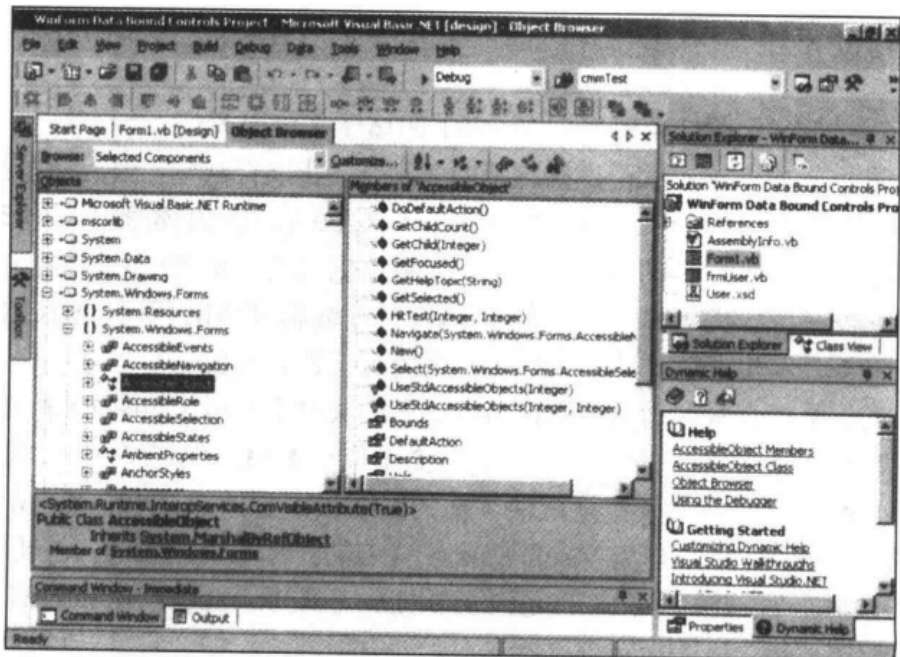 WinForm Data Bound Controls Project - Microsoft Visual Basic.NET [design] - Object Browser
File Edit View Project Build Debug Data Tools Window Help
Debug cmmTest
Start Page Form1.vb [Design] Object Browser
Browse: Selected Components Customize...
Objects
Microsoft Visual Basic.NET Runtime
mscorlib
System
System.Data
System.Drawing
System.Windows.Forms
{} System.Resources
{} System.Windows.Forms
AccessibleEvents
AccessibleNavigation
AccessibleRole
AccessibleSelection
AccessibleStates
AmbientProperties
AnchorStyles
Members of 'AccessibleObject'
DoDefaultAction()
GetChildCount()
GetChild(Integer)
GetFocused()
GetHelpTopic(String)
GetSelected()
HitTest(Integer, Integer)
Navigate(System.Windows.Forms.AccessibleN
New()
Select(System.Windows.Forms.AccessibleSele
UseStdAccessibleObjects(Integer)
UseStdAccessibleObjects(Integer, Integer)
Bounds
DefaultAction
Description
<System.Runtime.InteropServices.ComVisibleAttribute(True)>
Public Class AccessibleObject
Inherits System.MarshalByRefObject
Member of System.Windows.Forms
Command Window - Immediate
Command Window Output
Ready
Server Explorer
Toolbox
Solution Explorer - WinForm Data...
Solution 'WinForm Data Bound Controls Pro
WinForm Data Bound Controls Pro
References
AssemblyInfo.vb
Form1.vb
frmUser.vb
User.xsd
Solution Explorer Class View
Dynamic Help
Help
AccessibleObject Members
AccessibleObject Class
Object Browser
Using the Debugger
Getting Started
Customizing Dynamic Help
Visual Studio Walkthroughs
Introducing Visual Studio.NET
Properties Dynamic Help